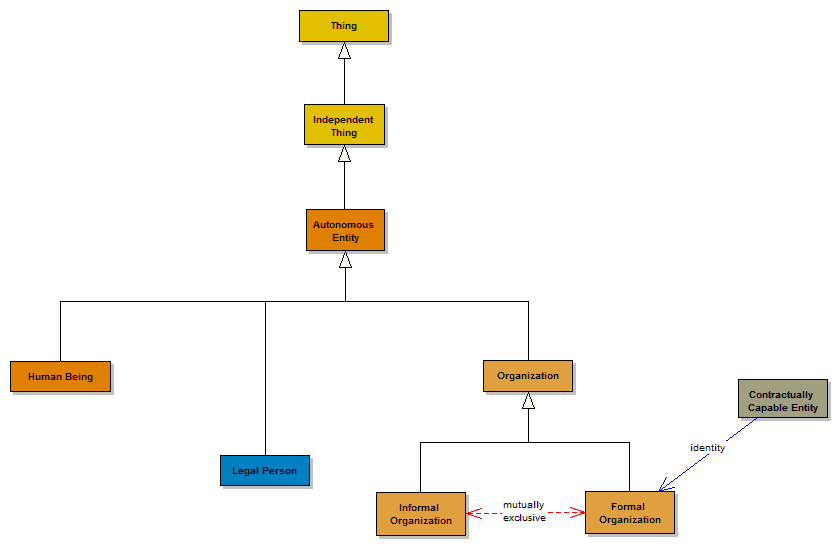 Thing
Independent
Thing
Autonomous
Entity
Human Being
Organization
Contractually
Capable Entity
identity
Legal Person
Informal
Organization
mutually
exclusive
Formal
Organization